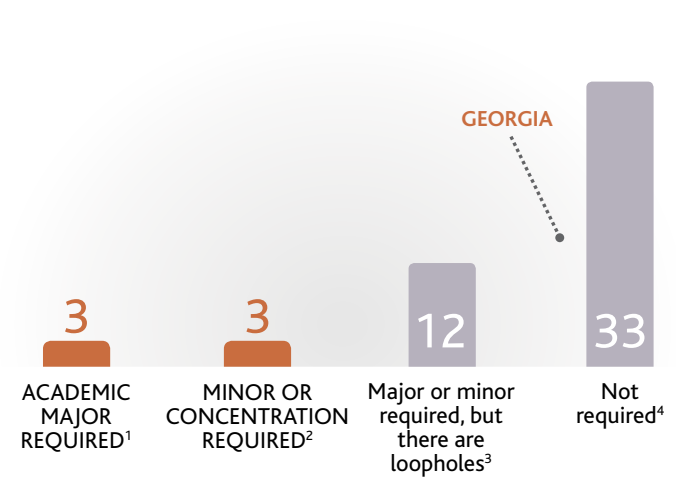 GEORGIA
3
3
12
33
ACADEMIC
MAJOR
REQUIRED¹
MINOR OR
CONCENTRATION
REQUIRED²
Major or minor
required, but
there are
loopholes³
Not
required⁴